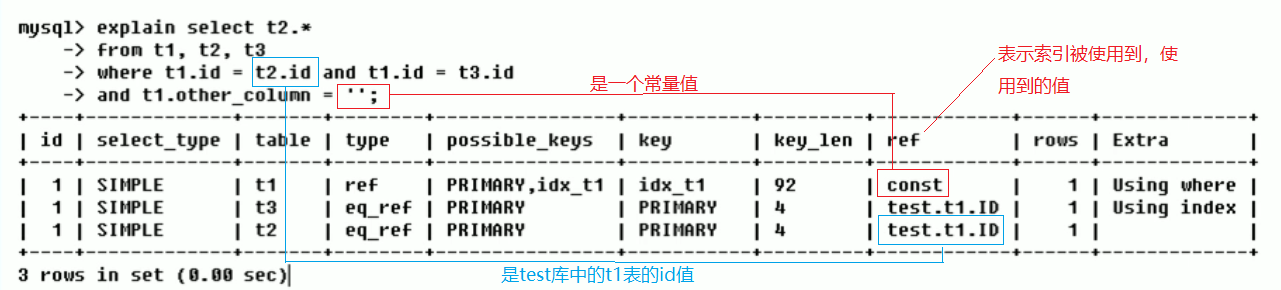 mysql> explain select t2.*
-> from t1, t2, t3
-> where t1.id = t2.id and t1.id = t3.id
-> and t1.other_column = '';
表示索引被使用到，使
用到的值
是一个常量值
| id | select_type | table | type | possible_keys | key | key_len | ref | rows | Extra |
| 1 | SIMPLE | t1 | ref | PRIMARY,idx_t1 | idx_t1 | 92 | const | 1 | Using where |
| 1 | SIMPLE | t3 | eq_ref | PRIMARY | PRIMARY | 4 | test.t1.ID | 1 | Using index |
| 1 | SIMPLE | t2 | eq_ref | PRIMARY | PRIMARY | 4 | test.t1.ID | 1 | |
3 rows in set (0.00 sec)
是test库中的t1表的id值